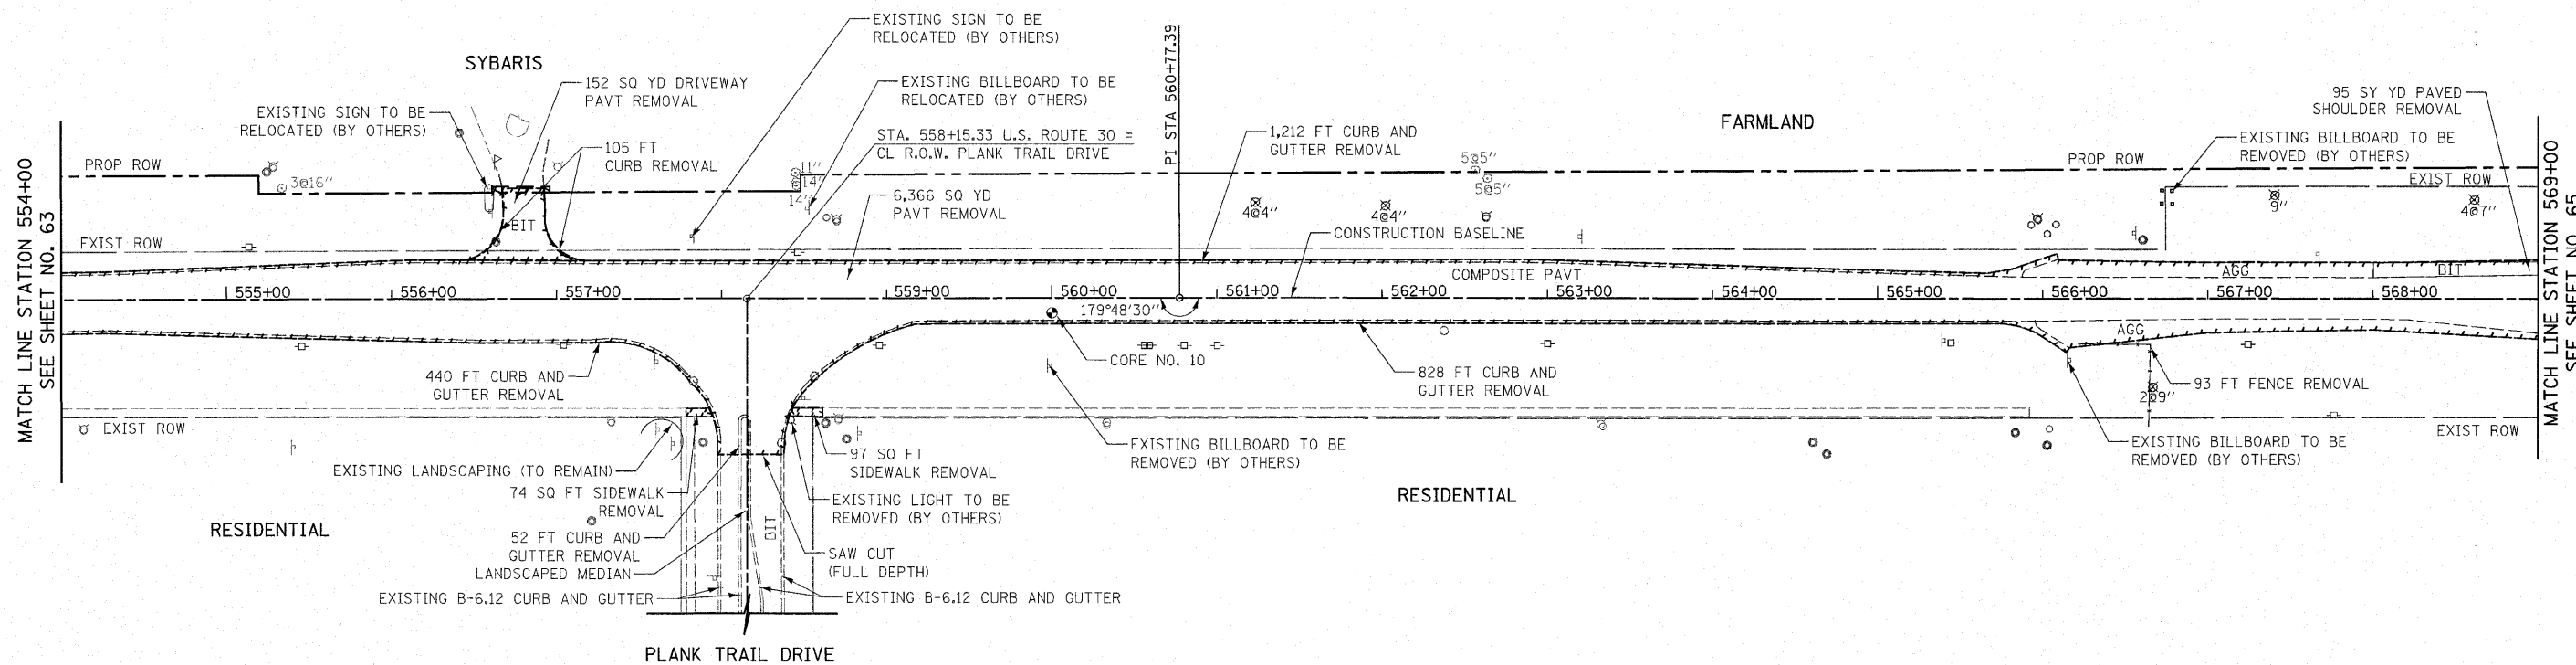 MATCH LINE STATION 554+00
SEE SHEET NO. 63
SYBARIS
152 SQ YD DRIVEWAY
PAVT REMOVAL
EXISTING SIGN TO BE
RELOCATED (BY OTHERS)
105 FT
CURB REMOVAL
EXISTING SIGN TO BE
RELOCATED (BY OTHERS)
EXISTING BILLBOARD TO BE
RELOCATED (BY OTHERS)
STA. 558+15.33 U.S. ROUTE 30 =
CL R.O.W. PLANK TRAIL DRIVE
6,366 SQ YD
PAVT REMOVAL
PI STA 560+77.39
1,212 FT CURB AND
GUTTER REMOVAL
CONSTRUCTION BASELINE
FARMLAND
95 SY YD PAVED
SHOULDER REMOVAL
EXISTING BILLBOARD TO BE
REMOVED (BY OTHERS)
PROP ROW
3@16"
11"
14"
14"
5@5"
5@5"
PROP ROW
EXIST ROW
4@4"
4@4"
9"
4@7"
EXIST ROW
BIT
COMPOSITE PAVT
AGG
BIT
555+00
556+00
557+00
559+00
560+00
561+00
562+00
563+00
564+00
565+00
566+00
567+00
568+00
179°48'30"
AGG
CORE NO. 10
440 FT CURB AND
GUTTER REMOVAL
828 FT CURB AND
GUTTER REMOVAL
93 FT FENCE REMOVAL
2@9"
EXIST ROW
EXIST ROW
EXISTING LANDSCAPING (TO REMAIN)
97 SQ FT
SIDEWALK REMOVAL
EXISTING BILLBOARD TO BE
REMOVED (BY OTHERS)
EXISTING BILLBOARD TO BE
REMOVED (BY OTHERS)
74 SQ FT SIDEWALK
REMOVAL
EXISTING LIGHT TO BE
REMOVED (BY OTHERS)
RESIDENTIAL
RESIDENTIAL
52 FT CURB AND
GUTTER REMOVAL
BIT
SAW CUT
(FULL DEPTH)
LANDSCAPED MEDIAN
EXISTING B-6.12 CURB AND GUTTER
EXISTING B-6.12 CURB AND GUTTER
PLANK TRAIL DRIVE
MATCH LINE STATION 569+00
SEE SHEET NO. 65